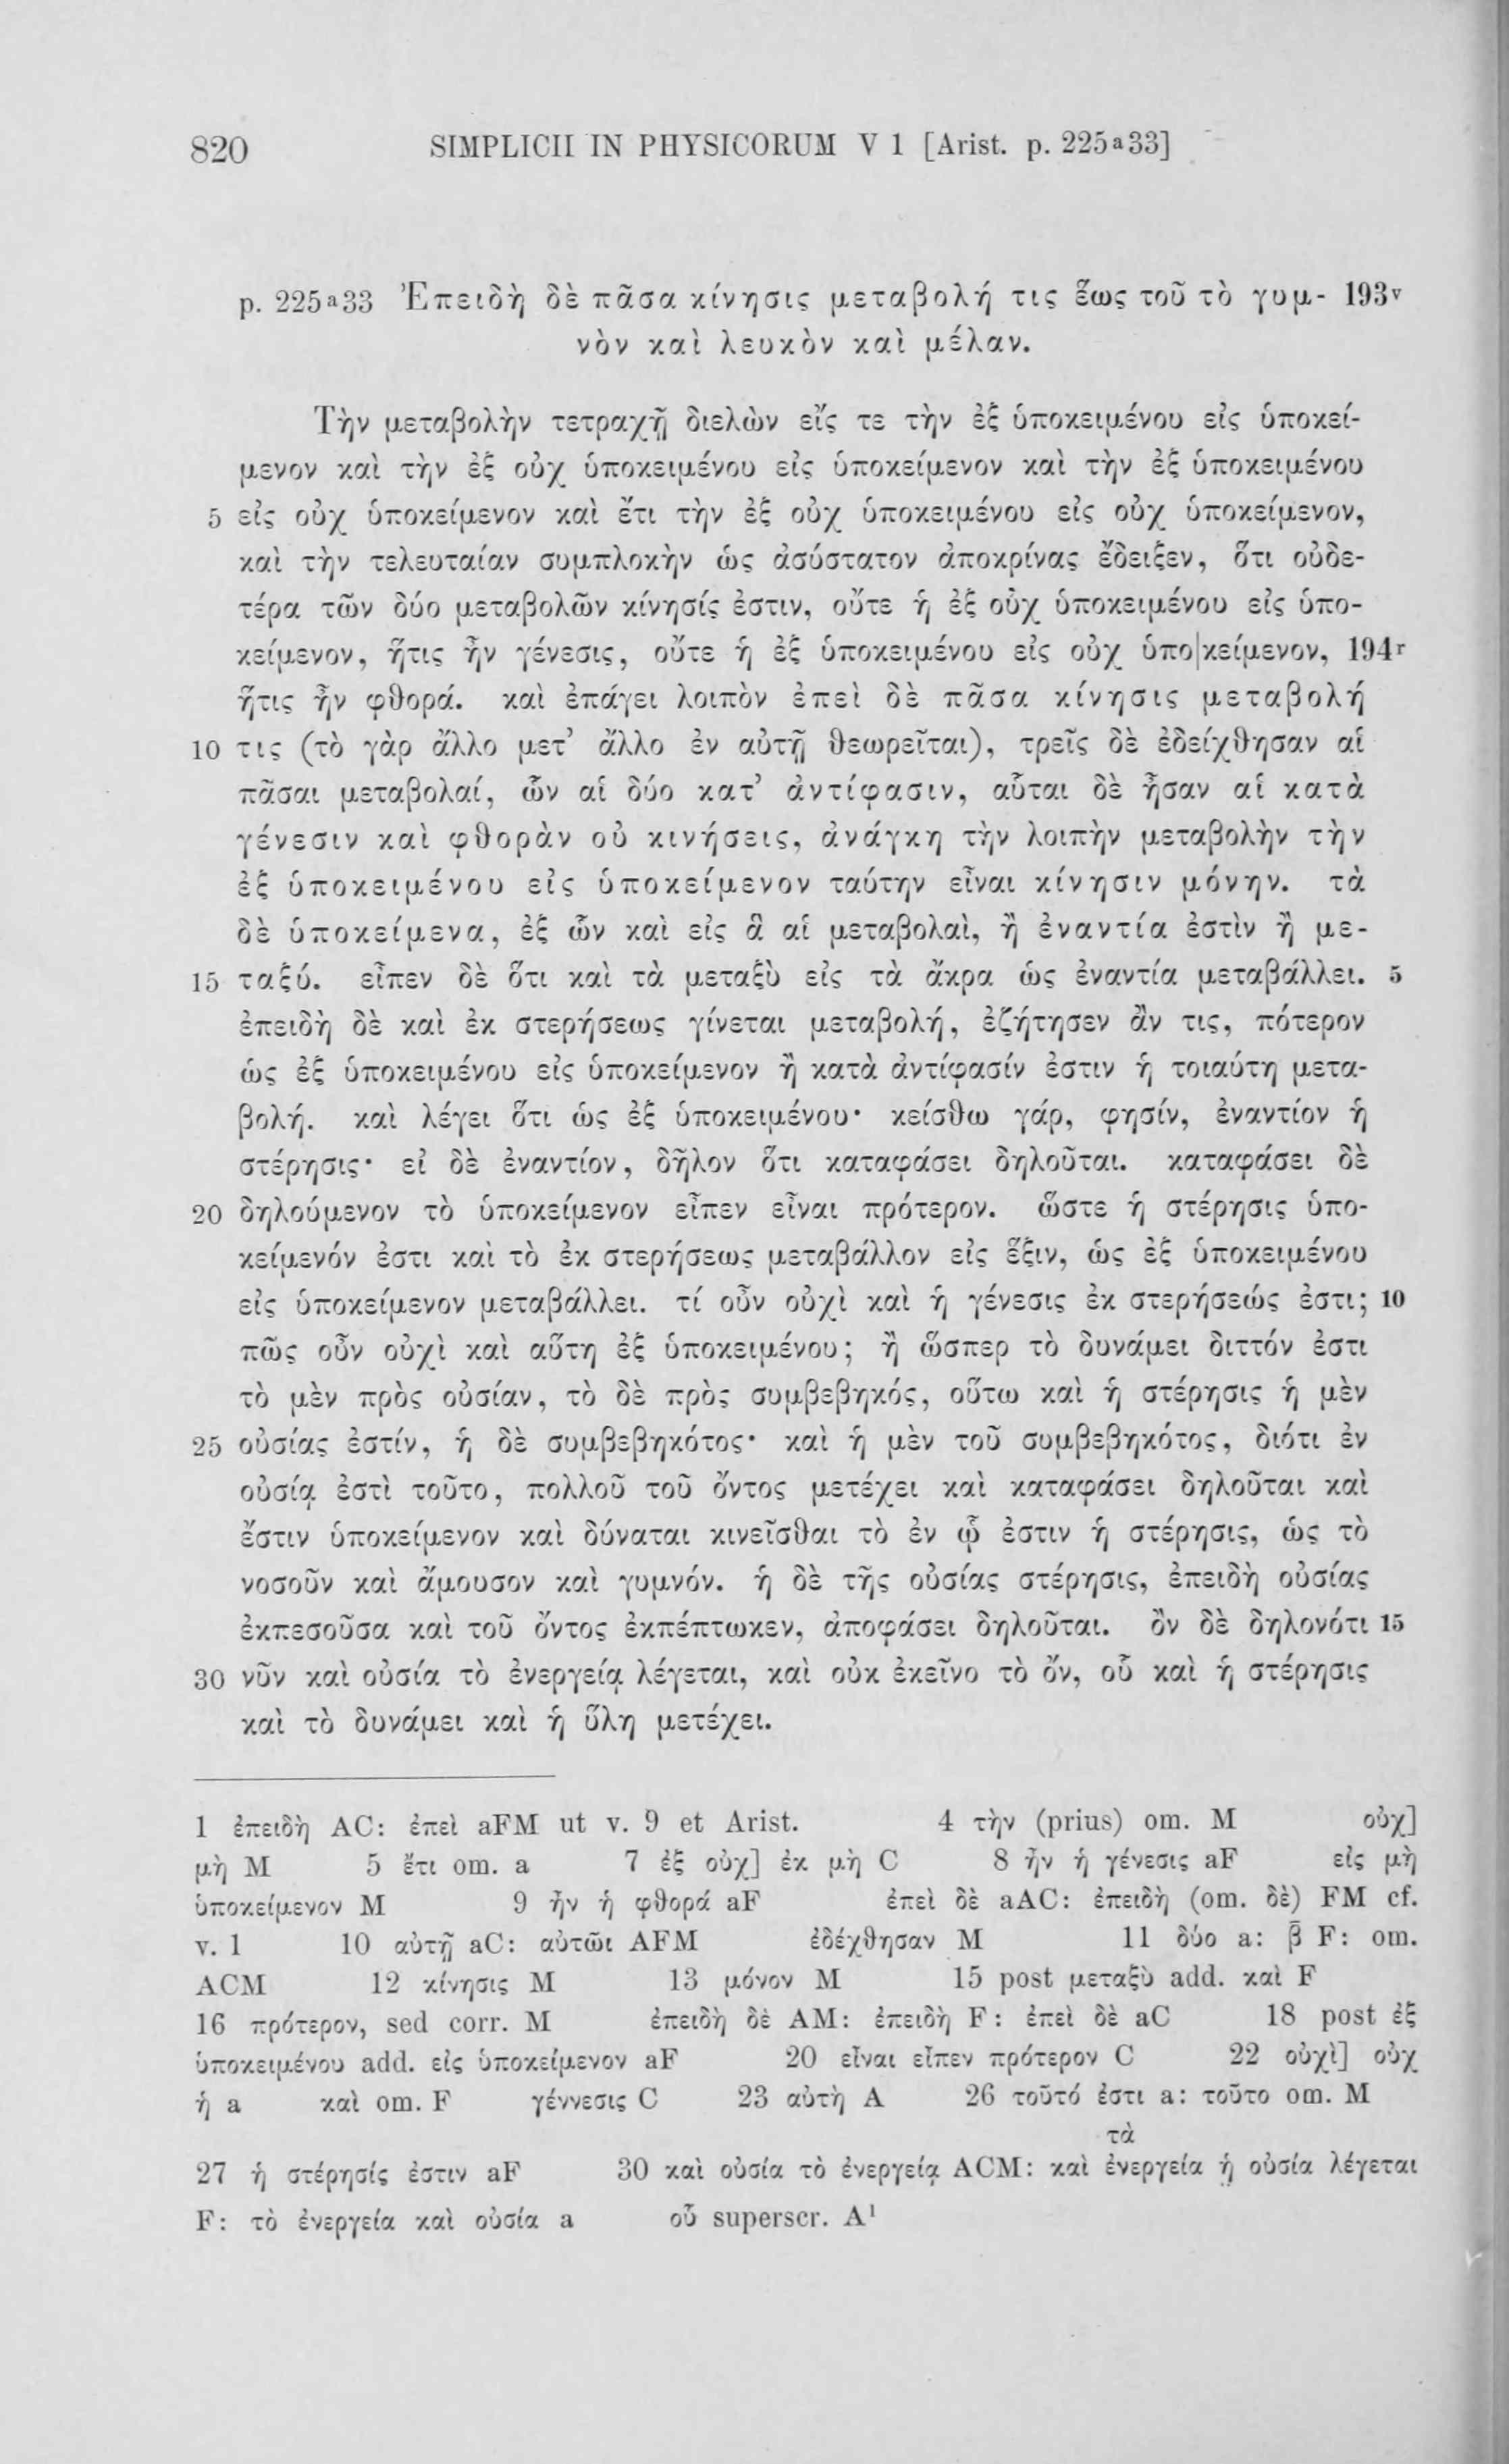 820 SIMPLICII IN PHYSICORUM V 1 [Arist. p. 225ᵃ33]
p. 225ᵃ33 Ἐπειδὴ δὲ πᾶσα κίνησις μεταβολή τις ἕως τοῦ τὸ γυμ- 193ᵛ
νὸν καὶ λευκὸν καὶ μέλαν.
Τὴν μεταβολὴν τετραχῇ διελὼν εἴς τε τὴν ἐξ ὑποκειμένου εἰς ὑποκεί-
μενον καὶ τὴν ἐξ οὐχ ὑποκειμένου εἰς ὑποκείμενον καὶ τὴν ἐξ ὑποκειμένου
5 εἰς οὐχ ὑποκείμενον καὶ ἔτι τὴν ἐξ οὐχ ὑποκειμένου εἰς οὐχ ὑποκείμενον,
καὶ τὴν τελευταίαν συμπλοκὴν ὡς ἀσύστατον ἀποκρίνας ἔδειξεν, ὅτι οὐδε-
τέρα τῶν δύο μεταβολῶν κίνησίς ἐστιν, οὔτε ἡ ἐξ οὐχ ὑποκειμένου εἰς ὑπο-
κείμενον, ἥτις ἦν γένεσις, οὔτε ἡ ἐξ ὑποκειμένου εἰς οὐχ ὑπο|κείμενον, 194ʳ
ἥτις ἦν φθορά. καὶ ἐπάγει λοιπὸν ἐπεὶ δὲ πᾶσα κίνησις μεταβολή
10 τις (τὸ γὰρ ἄλλο μετ’ ἄλλο ἐν αὐτῇ θεωρεῖται), τρεῖς δὲ ἐδείχθησαν αἱ
πᾶσαι μεταβολαί, ὧν αἱ δύο κατ’ ἀντίφασιν, αὗται δὲ ἦσαν αἱ κατὰ
γένεσιν καὶ φθορὰν οὐ κινήσεις, ἀνάγκη τὴν λοιπὴν μεταβολὴν τὴν
ἐξ ὑποκειμένου εἰς ὑποκείμενον ταύτην εἶναι κίνησιν μόνην. τὰ
δὲ ὑποκείμενα, ἐξ ὧν καὶ εἰς ἃ αἱ μεταβολαὶ, ἢ ἐναντία ἐστὶν ἢ με-
15 ταξύ. εἶπεν δὲ ὅτι καὶ τὰ μεταξὺ εἰς τὰ ἄκρα ὡς ἐναντία μεταβάλλει. 5
ἐπειδὴ δὲ καὶ ἐκ στερήσεως γίνεται μεταβολή, ἐζήτησεν ἄν τις, πότερον
ὡς ἐξ ὑποκειμένου εἰς ὑποκείμενον ἢ κατὰ ἀντίφασίν ἐστιν ἡ τοιαύτη μετα-
βολή. καὶ λέγει ὅτι ὡς ἐξ ὑποκειμένου· κείσθω γάρ, φησίν, ἐναντίον ἡ
στέρησις· εἰ δὲ ἐναντίον, δῆλον ὅτι καταφάσει δηλοῦται. καταφάσει δὲ
20 δηλούμενον τὸ ὑποκείμενον εἶπεν εἶναι πρότερον. ὥστε ἡ στέρησις ὑπο-
κείμενόν ἐστι καὶ τὸ ἐκ στερήσεως μεταβάλλον εἰς ἕξιν, ὡς ἐξ ὑποκειμένου
εἰς ὑποκείμενον μεταβάλλει. τί οὖν οὐχὶ καὶ ἡ γένεσις ἐκ στερήσεώς ἐστι; 10
πῶς οὖν οὐχὶ καὶ αὕτη ἐξ ὑποκειμένου; ἢ ὥσπερ τὸ δυνάμει διττόν ἐστι
τὸ μὲν πρὸς οὐσίαν, τὸ δὲ πρὸς συμβεβηκός, οὕτω καὶ ἡ στέρησις ἡ μὲν
25 οὐσίας ἐστίν, ἡ δὲ συμβεβηκότος· καὶ ἡ μὲν τοῦ συμβεβηκότος, διότι ἐν
οὐσίᾳ ἐστὶ τοῦτο, πολλοῦ τοῦ ὄντος μετέχει καὶ καταφάσει δηλοῦται καὶ
ἔστιν ὑποκείμενον καὶ δύναται κινεῖσθαι τὸ ἐν ᾧ ἐστιν ἡ στέρησις, ὡς τὸ
νοσοῦν καὶ ἄμουσον καὶ γυμνόν. ἡ δὲ τῆς οὐσίας στέρησις, ἐπειδὴ οὐσίας
ἐκπεσοῦσα καὶ τοῦ ὄντος ἐκπέπτωκεν, ἀποφάσει δηλοῦται. ὂν δὲ δηλονότι 15
30 νῦν καὶ οὐσία τὸ ἐνεργείᾳ λέγεται, καὶ οὐκ ἐκεῖνο τὸ ὄν, οὗ καὶ ἡ στέρησις
καὶ τὸ δυνάμει καὶ ἡ ὕλη μετέχει.
1 ἐπειδὴ AC: ἐπεὶ aFM ut v. 9 et Arist. 4 τὴν (prius) om. M οὐχ]
μὴ M 5 ἔτι om. a 7 ἐξ οὐχ] ἐκ μὴ C 8 ἦν ἡ γένεσις aF εἰς μὴ
ὑποκείμενον M 9 ἦν ἡ φθορά aF ἐπεὶ δὲ aAC: ἐπειδὴ (om. δὲ) FM cf.
v. 1 10 αὐτῇ aC: αὐτῶι AFM ἐδέχθησαν M 11 δύο a: β̄ F: om.
ACM 12 κίνησις M 13 μόνον M 15 post μεταξὺ add. καὶ F
16 πρότερον, sed corr. M ἐπειδὴ δὲ AM: ἐπειδὴ F: ἐπεὶ δὲ aC 18 post ἐξ
ὑποκειμένου add. εἰς ὑποκείμενον aF 20 εἶναι εἶπεν πρότερον C 22 οὐχὶ] οὐχ
ἡ a καὶ om. F γέννεσις C 23 αὐτὴ A 26 τοῦτό ἐστι a: τοῦτο om. M
τὰ
27 ἡ στέρησίς ἐστιν aF 30 καὶ οὐσία τὸ ἐνεργείᾳ ACM: καὶ ἐνεργεία ἡ οὐσία λέγεται
F: τὸ ἐνεργεία καὶ οὐσία a οὗ superscr. A¹